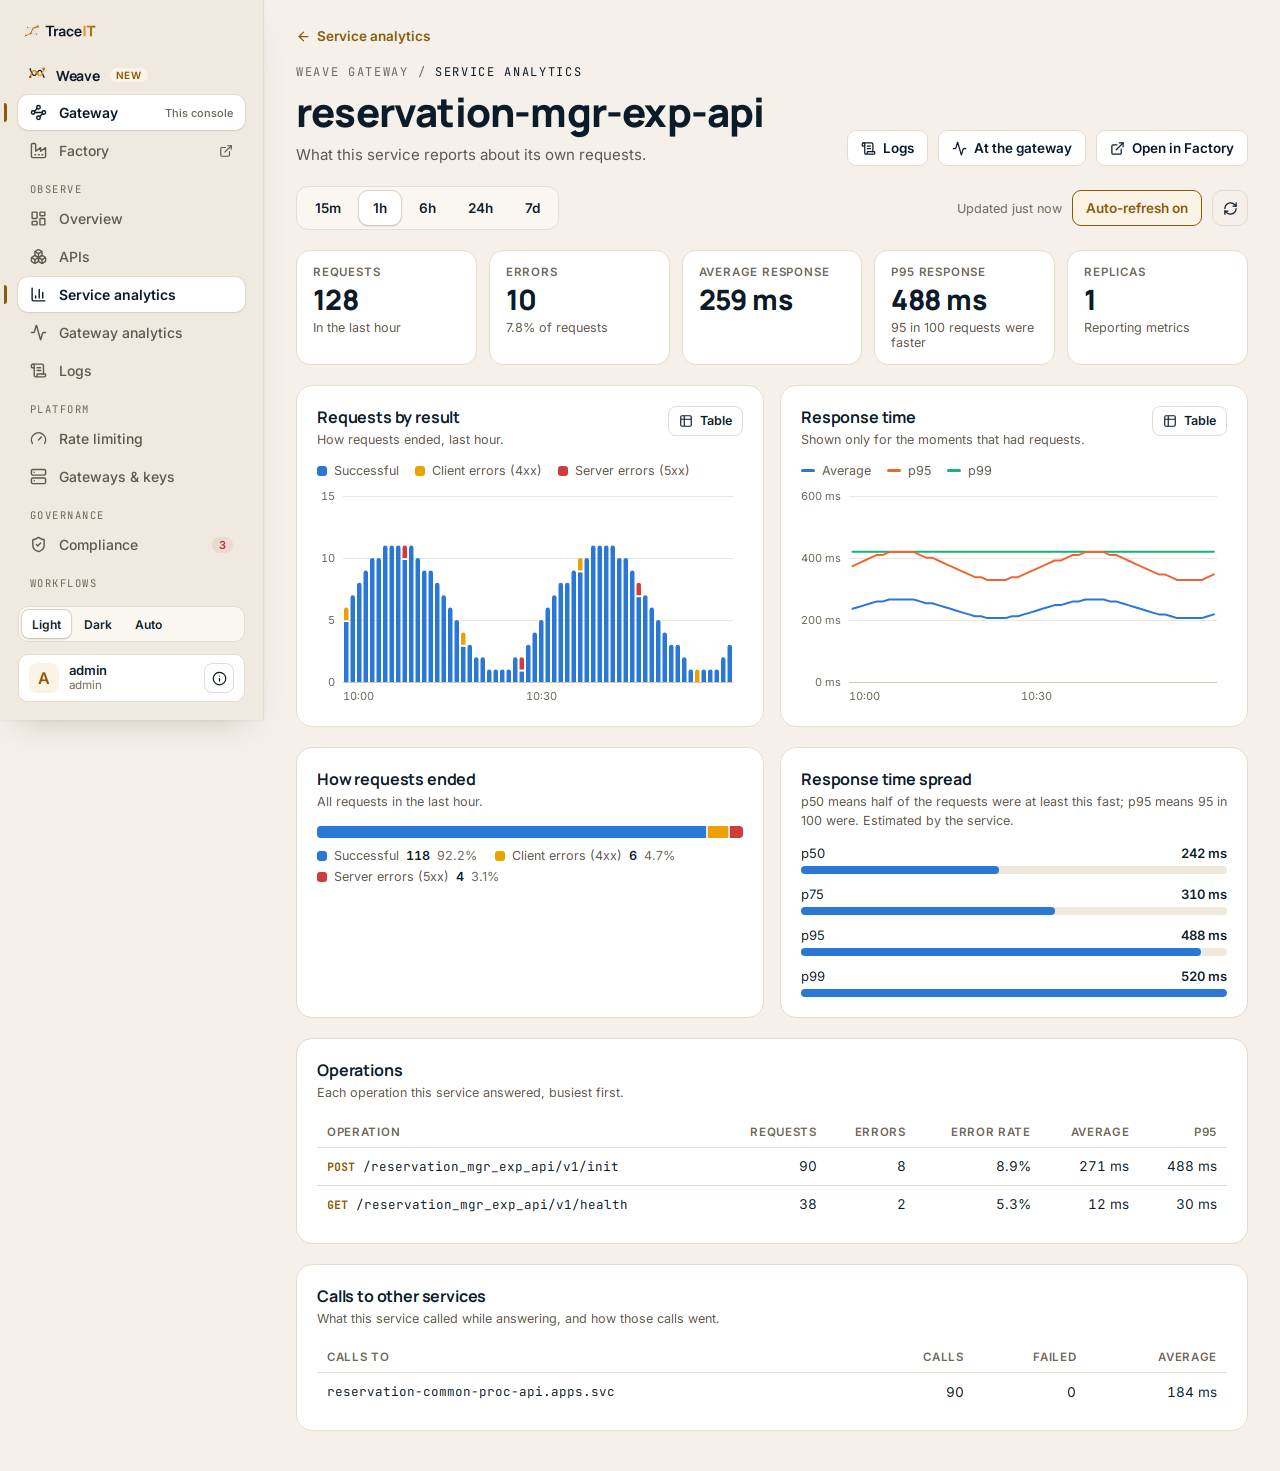 TraceIT
Weave NEW
Gateway This console
Factory
OBSERVE
Overview
APIs
Service analytics
Gateway analytics
Logs
PLATFORM
Rate limiting
Gateways & keys
GOVERNANCE
Compliance 3
WORKFLOWS
Light Dark Auto
A admin
admin
Service analytics
WEAVE GATEWAY / SERVICE ANALYTICS
reservation-mgr-exp-api
What this service reports about its own requests.
Logs At the gateway Open in Factory
15m 1h 6h 24h 7d
Updated just now Auto-refresh on
REQUESTS
128
In the last hour
ERRORS
10
7.8% of requests
AVERAGE RESPONSE
259 ms
P95 RESPONSE
488 ms
95 in 100 requests were
faster
REPLICAS
1
Reporting metrics
Requests by result
How requests ended, last hour.
Table
Successful Client errors (4xx) Server errors (5xx)
15
10
5
0
10:00 10:30
Response time
Shown only for the moments that had requests.
Table
Average p95 p99
600 ms
400 ms
200 ms
0 ms
10:00 10:30
How requests ended
All requests in the last hour.
Successful 118 92.2% Client errors (4xx) 6 4.7%
Server errors (5xx) 4 3.1%
Response time spread
p50 means half of the requests were at least this fast; p95 means 95 in
100 were. Estimated by the service.
p50 242 ms
p75 310 ms
p95 488 ms
p99 520 ms
Operations
Each operation this service answered, busiest first.
OPERATION REQUESTS ERRORS ERROR RATE AVERAGE P95
POST /reservation_mgr_exp_api/v1/init 90 8 8.9% 271 ms 488 ms
GET /reservation_mgr_exp_api/v1/health 38 2 5.3% 12 ms 30 ms
Calls to other services
What this service called while answering, and how those calls went.
CALLS TO CALLS FAILED AVERAGE
reservation-common-proc-api.apps.svc 90 0 184 ms